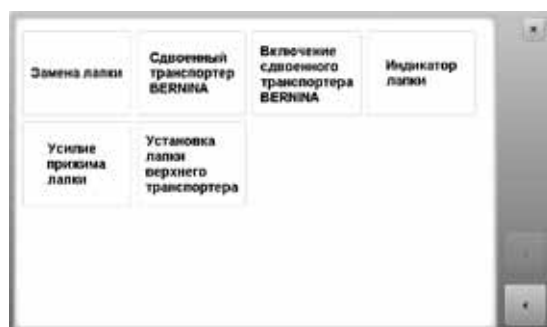 Замена лапки
Сдвоенный
транспортер
BERNINA
Включение
сдвоенного
транспортера
BERNINA
Индикатор
лапки
Усилие
прижима
лапки
Установка
лапки
верхнего
транспортера